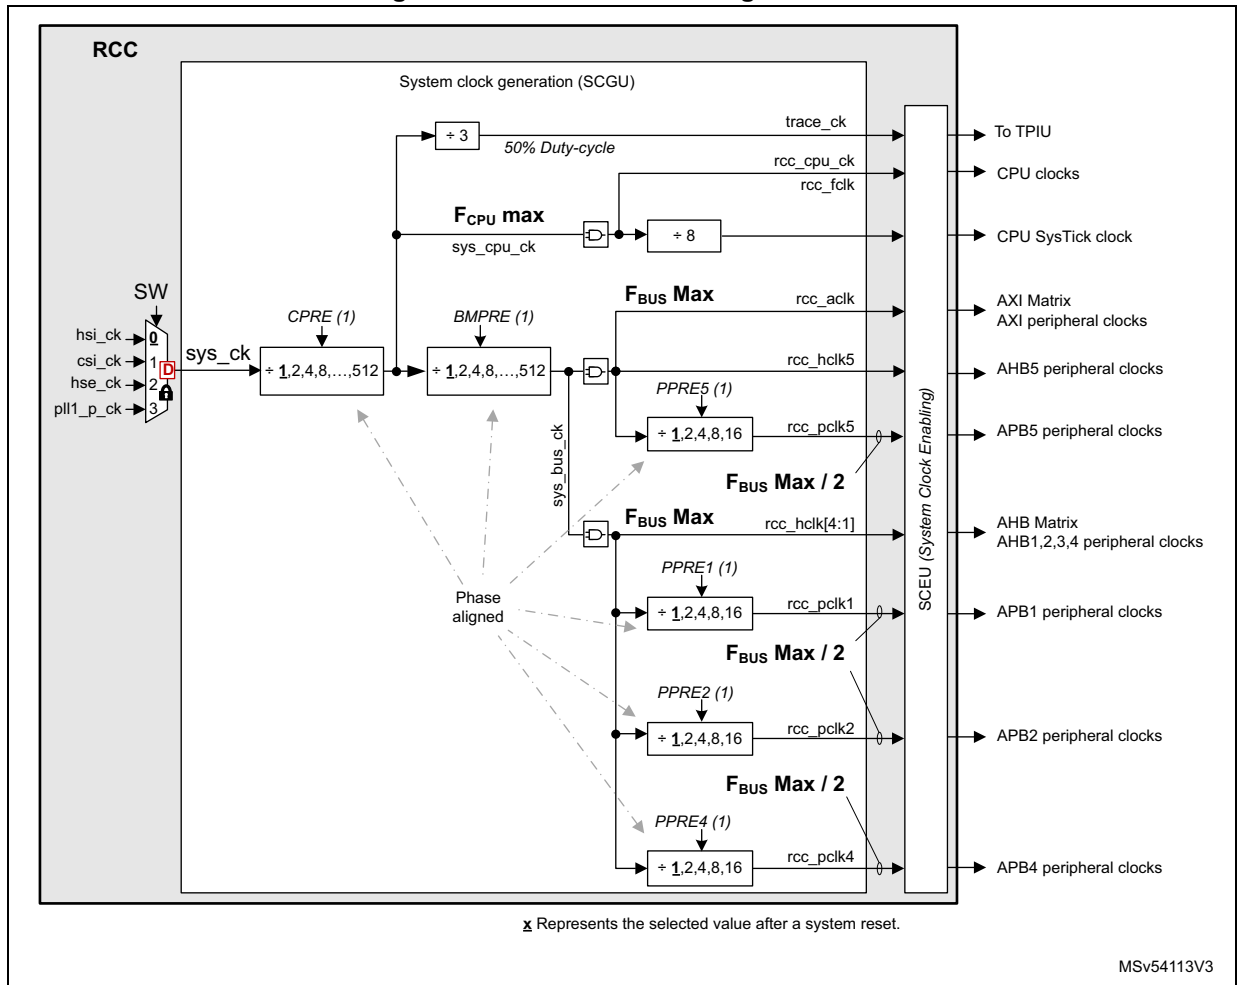 RCC
System clock generation (SCGU)
÷ 3
trace_ck
50% Duty-cycle
To TPIU
rcc_cpu_ck
rcc_fclk
CPU clocks
F_CPU max
sys_cpu_ck
÷ 8
CPU SysTick clock
SW
hsi_ck
0
csi_ck
1
D
hse_ck
2
pll1_p_ck
3
sys_ck
CPRE (1)
÷ 1,2,4,8,...,512
BMPRE (1)
÷ 1,2,4,8,...,512
sys_bus_ck
F_BUS Max
rcc_aclk
AXI Matrix
AXI peripheral clocks
rcc_hclk5
AHB5 peripheral clocks
PPRE5 (1)
÷ 1,2,4,8,16
rcc_pclk5
APB5 peripheral clocks
F_BUS Max / 2
F_BUS Max
rcc_hclk[4:1]
AHB Matrix
AHB1,2,3,4 peripheral clocks
SCEU (System Clock Enabling)
Phase
aligned
PPRE1 (1)
÷ 1,2,4,8,16
rcc_pclk1
APB1 peripheral clocks
F_BUS Max / 2
PPRE2 (1)
÷ 1,2,4,8,16
rcc_pclk2
APB2 peripheral clocks
F_BUS Max / 2
PPRE4 (1)
÷ 1,2,4,8,16
rcc_pclk4
APB4 peripheral clocks
x Represents the selected value after a system reset.
MSv54113V3